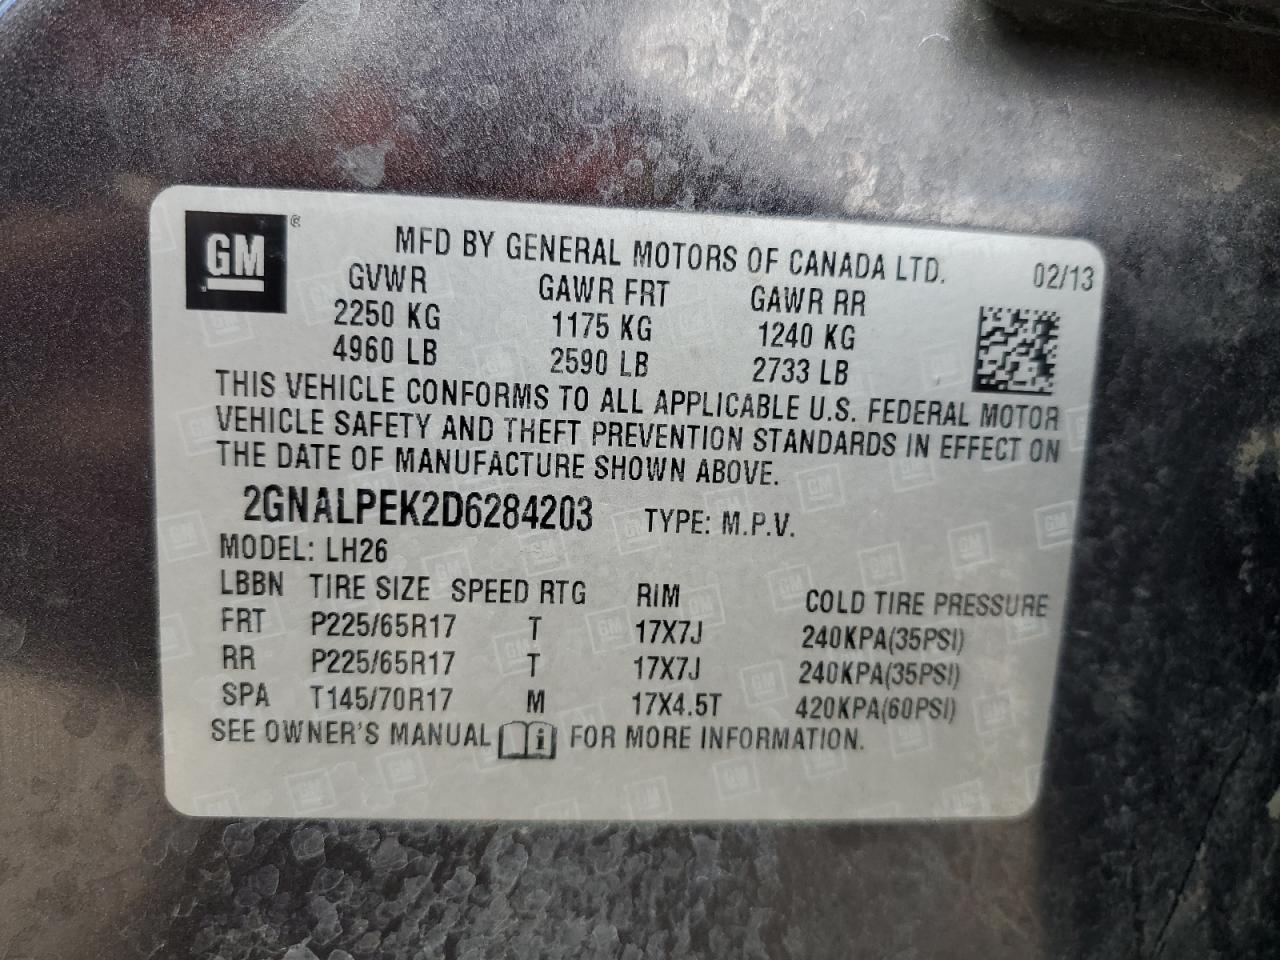 GM ®
MFD BY GENERAL MOTORS OF CANADA LTD. 02/13
GVWR GAWR FRT GAWR RR
2250 KG 1175 KG 1240 KG
4960 LB 2590 LB 2733 LB
THIS VEHICLE CONFORMS TO ALL APPLICABLE U.S. FEDERAL MOTOR
VEHICLE SAFETY AND THEFT PREVENTION STANDARDS IN EFFECT ON
THE DATE OF MANUFACTURE SHOWN ABOVE.
2GNALPEK2D6284203 TYPE: M.P.V.
MODEL: LH26
LBBN TIRE SIZE SPEED RTG RIM COLD TIRE PRESSURE
FRT P225/65R17 T 17X7J 240KPA(35PSI)
RR P225/65R17 T 17X7J 240KPA(35PSI)
SPA T145/70R17 M 17X4.5T 420KPA(60PSI)
SEE OWNER'S MANUAL i FOR MORE INFORMATION.